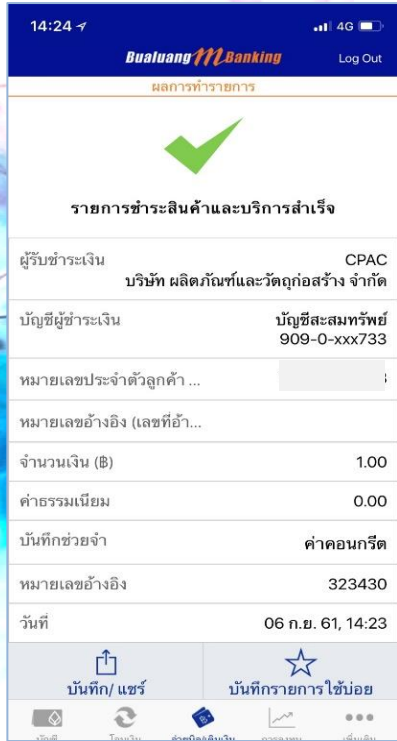 14:24 4G
Bualuang mBanking Log Out
ผลการทำรายการ
รายการชำระสินค้าและบริการสำเร็จ
ผู้รับชำระเงิน CPAC
บริษัท ผลิตภัณฑ์และวัตถุก่อสร้าง จำกัด
บัญชีผู้ชำระเงิน บัญชีสะสมทรัพย์
909-0-xxx733
หมายเลขประจำตัวลูกค้า ...
หมายเลขอ้างอิง (เลขที่อ้า...
จำนวนเงิน (฿) 1.00
ค่าธรรมเนียม 0.00
บันทึกช่วยจำ ค่าคอนกรีต
หมายเลขอ้างอิง 323430
วันที่ 06 ก.ย. 61, 14:23
บันทึก/ แชร์ บันทึกรายการใช้บ่อย